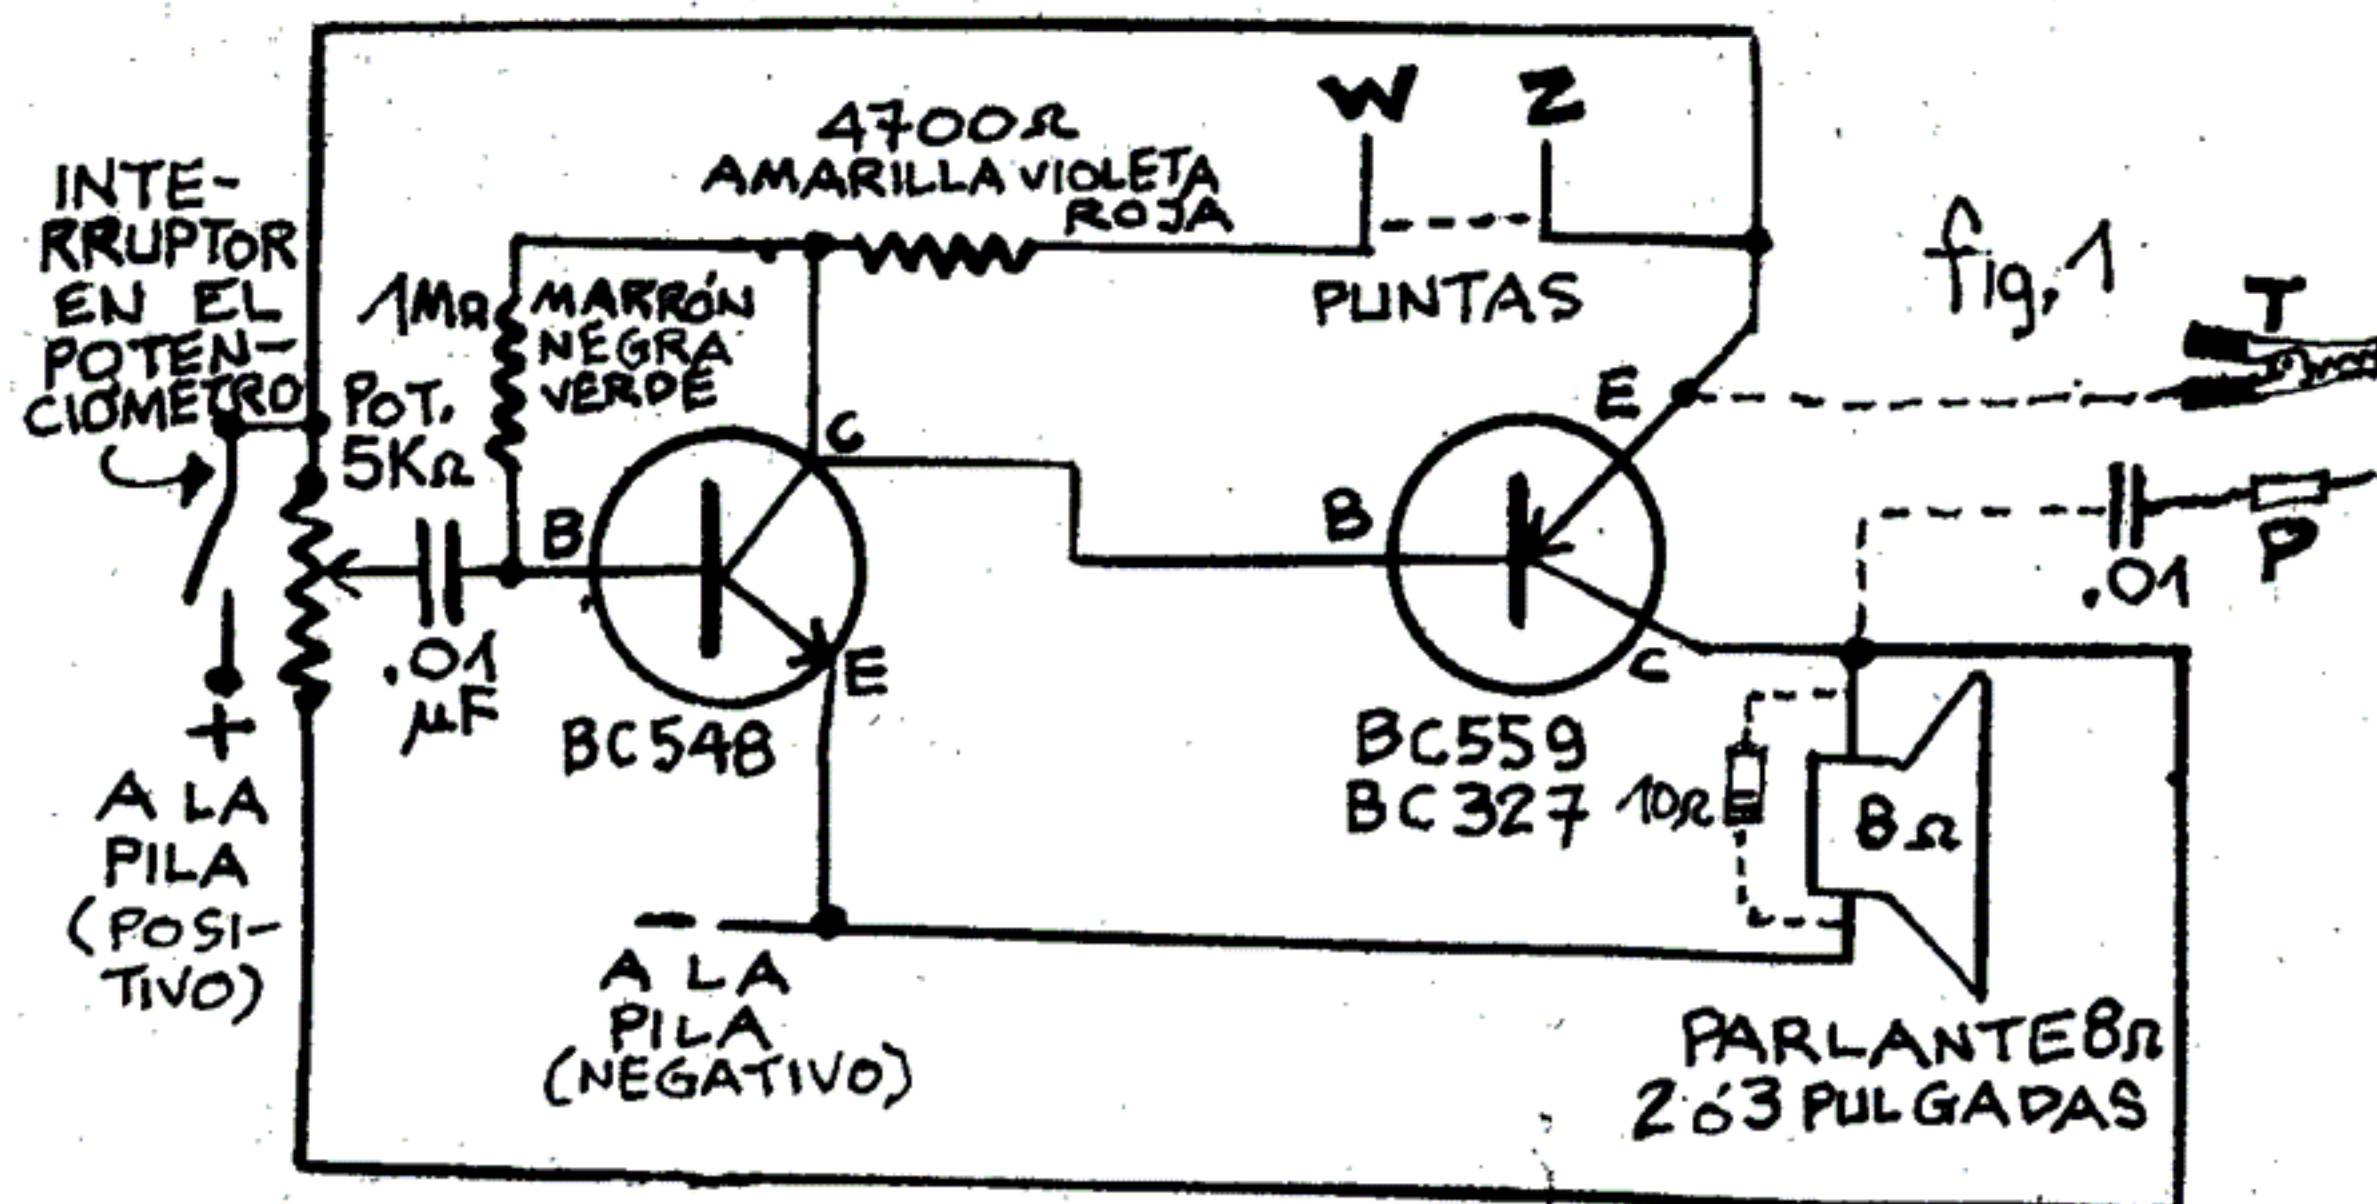 INTE-
RRUPTOR
EN EL
POTEN-
CIÓMETRO
4700Ω
AMARILLA VIOLETA
ROJA
W Z
PUNTAS
fig, 1
T
1MΩ
MARRÓN
NEGRA
VERDE
POT.
5KΩ
C
B
E
BC548
.01
µF
+
A LA
PILA
(POSI-
TIVO)
-
A LA
PILA
(NEGATIVO)
E
B
C
BC559
BC327
.01
P
10Ω
8Ω
PARLANTE 8Ω
2 ó 3 PULGADAS